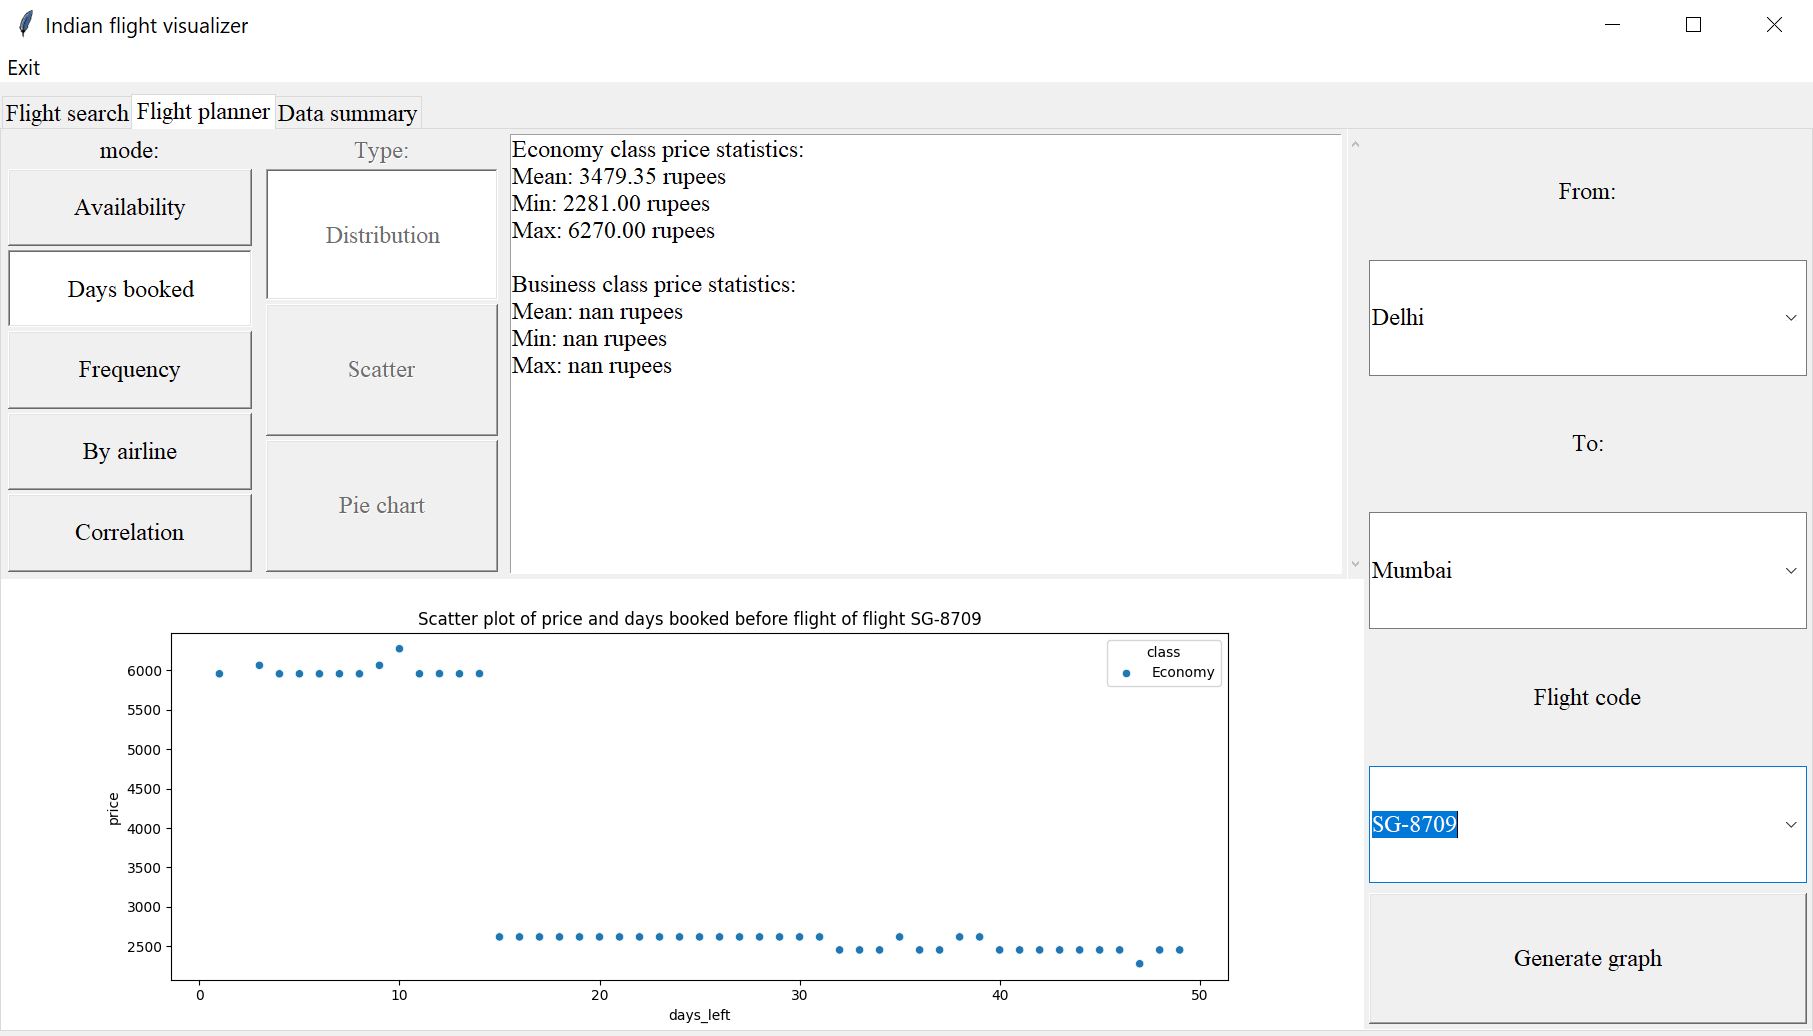 Indian flight visualizer
Exit
Flight search Flight planner Data summary
mode:
Availability
Days booked
Frequency
By airline
Correlation
Type:
Distribution
Scatter
Pie chart
Economy class price statistics:
Mean: 3479.35 rupees
Min: 2281.00 rupees
Max: 6270.00 rupees
Business class price statistics:
Mean: nan rupees
Min: nan rupees
Max: nan rupees
From:
Delhi
To:
Mumbai
Flight code
SG-8709
Generate graph
Scatter plot of price and days booked before flight of flight SG-8709
class
Economy
price
6000
5500
5000
4500
4000
3500
3000
2500
0 10 20 30 40 50
days_left